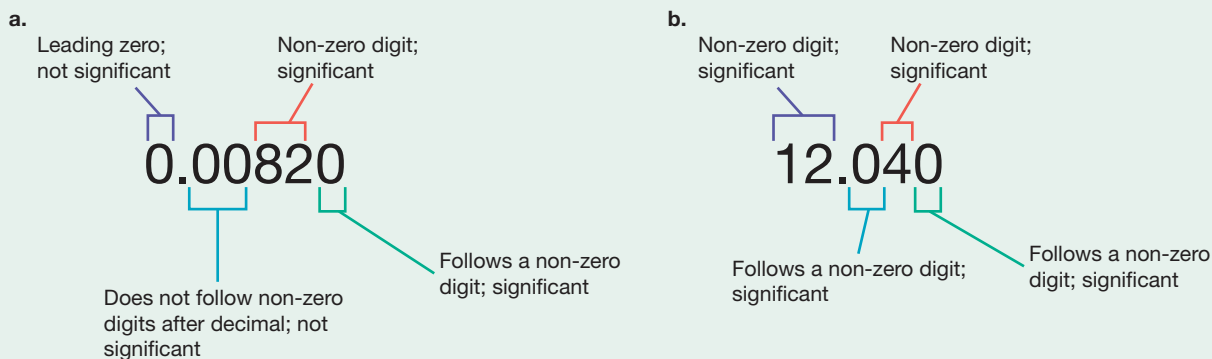 a.
Leading zero;
not significant
Non-zero digit;
significant
0.00820
Does not follow non-zero
digits after decimal; not
significant
Follows a non-zero
digit; significant
b.
Non-zero digit;
significant
Non-zero digit;
significant
12.040
Follows a non-zero digit;
significant
Follows a non-zero
digit; significant